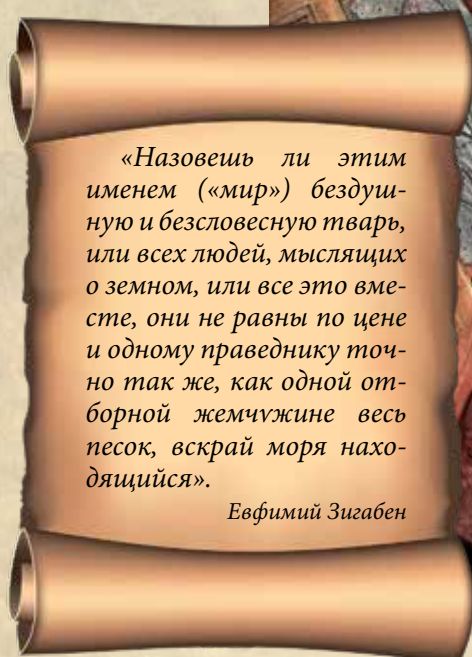 «Назовешь ли этим
именем («мир») бездуш-
ную и безсловесную тварь,
или всех людей, мыслящих
о земном, или все это вме-
сте, они не равны по цене
и одному праведнику точ-
но так же, как одной от-
борной жемчужине весь
песок, вскрай моря нахо-
дящийся».
Евфимий Зигабен